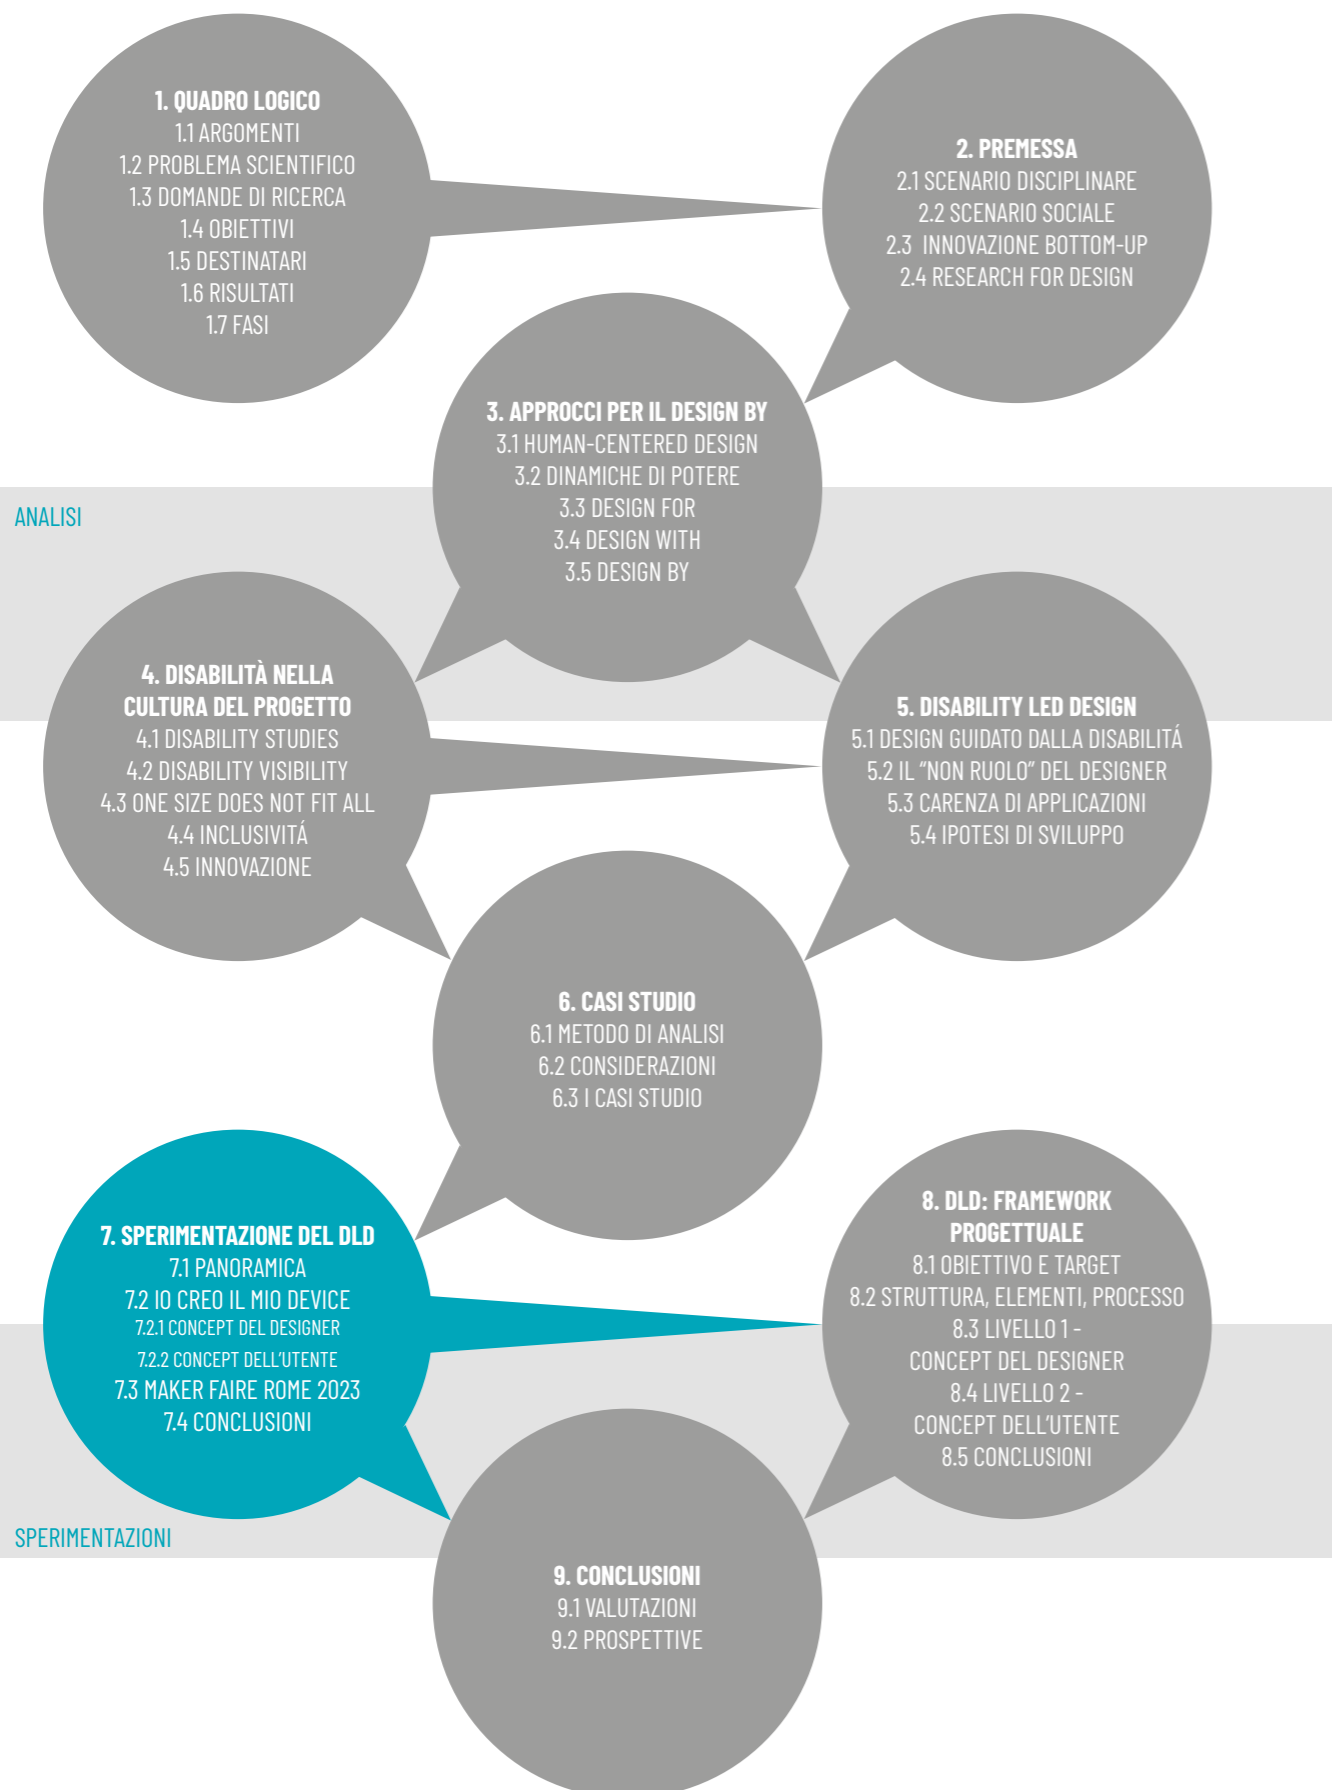 1. QUADRO LOGICO
1.1 ARGOMENTI
1.2 PROBLEMA SCIENTIFICO
1.3 DOMANDE DI RICERCA
1.4 OBIETTIVI
1.5 DESTINATARI
1.6 RISULTATI
1.7 FASI
2. PREMESSA
2.1 SCENARIO DISCIPLINARE
2.2 SCENARIO SOCIALE
2.3 INNOVAZIONE BOTTOM-UP
2.4 RESEARCH FOR DESIGN
3. APPROCCI PER IL DESIGN BY
3.1 HUMAN-CENTERED DESIGN
3.2 DINAMICHE DI POTERE
3.3 DESIGN FOR
3.4 DESIGN WITH
3.5 DESIGN BY
ANALISI
4. DISABILITÀ NELLA
CULTURA DEL PROGETTO
4.1 DISABILITY STUDIES
4.2 DISABILITY VISIBILITY
4.3 ONE SIZE DOES NOT FIT ALL
4.4 INCLUSIVITÁ
4.5 INNOVAZIONE
5. DISABILITY LED DESIGN
5.1 DESIGN GUIDATO DALLA DISABILITÁ
5.2 IL “NON RUOLO” DEL DESIGNER
5.3 CARENZA DI APPLICAZIONI
5.4 IPOTESI DI SVILUPPO
6. CASI STUDIO
6.1 METODO DI ANALISI
6.2 CONSIDERAZIONI
6.3 I CASI STUDIO
7. SPERIMENTAZIONE DEL DLD
7.1 PANORAMICA
7.2 IO CREO IL MIO DEVICE
7.2.1 CONCEPT DEL DESIGNER
7.2.2 CONCEPT DELL'UTENTE
7.3 MAKER FAIRE ROME 2023
7.4 CONCLUSIONI
8. DLD: FRAMEWORK
PROGETTUALE
8.1 OBIETTIVO E TARGET
8.2 STRUTTURA, ELEMENTI, PROCESSO
8.3 LIVELLO 1 -
CONCEPT DEL DESIGNER
8.4 LIVELLO 2 -
CONCEPT DELL'UTENTE
8.5 CONCLUSIONI
SPERIMENTAZIONI
9. CONCLUSIONI
9.1 VALUTAZIONI
9.2 PROSPETTIVE